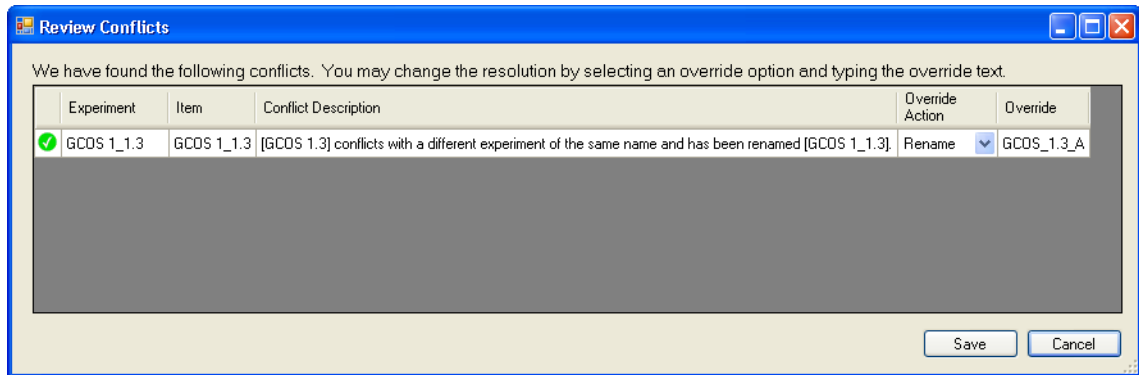 Review Conflicts
We have found the following conflicts. You may change the resolution by selecting an override option and typing the override text.
Experiment Item Conflict Description Override Action Override
GCOS 1_1.3 GCOS 1_1.3 [GCOS 1.3] conflicts with a different experiment of the same name and has been renamed [GCOS 1_1.3]. Rename GCOS_1.3_A
Save Cancel